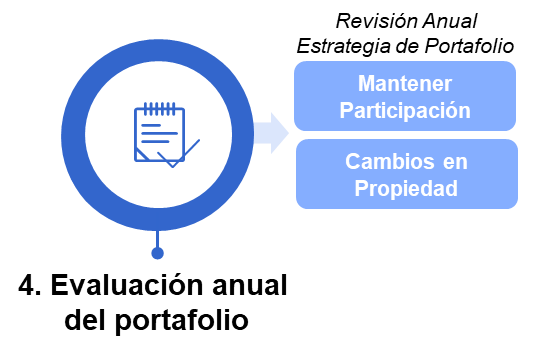 Revisión Anual
Estrategia de Portafolio
Mantener
Participación
Cambios en
Propiedad
4. Evaluación anual
del portafolio